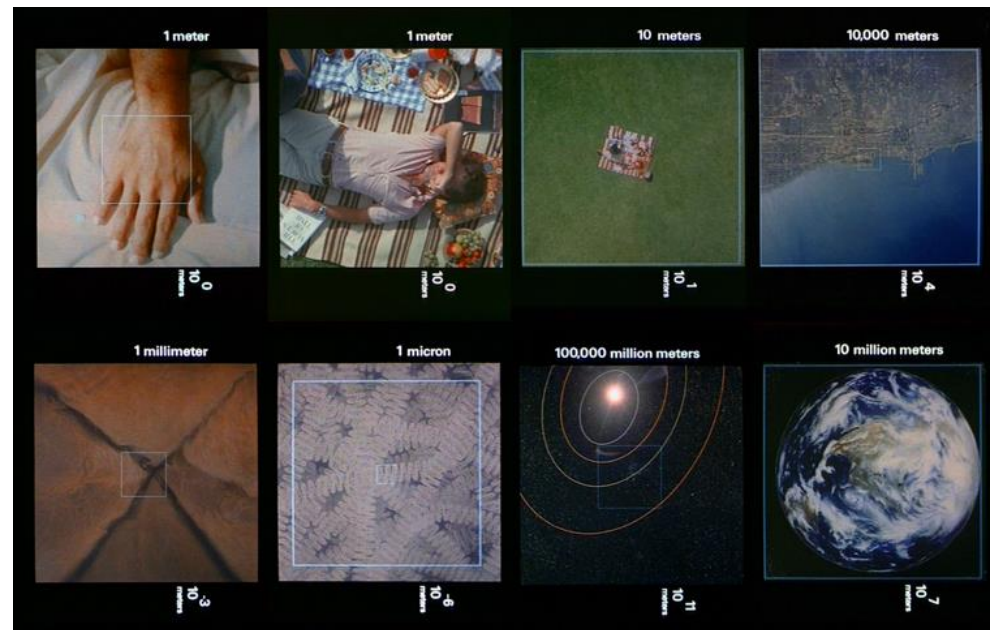 1 meter
10 0
meters
1 meter
10 0
meters
10 meters
10 1
meters
10,000 meters
10 4
meters
1 millimeter
10 -3
meters
1 micron
10 -6
meters
100,000 million meters
10 11
meters
10 million meters
10 7
meters